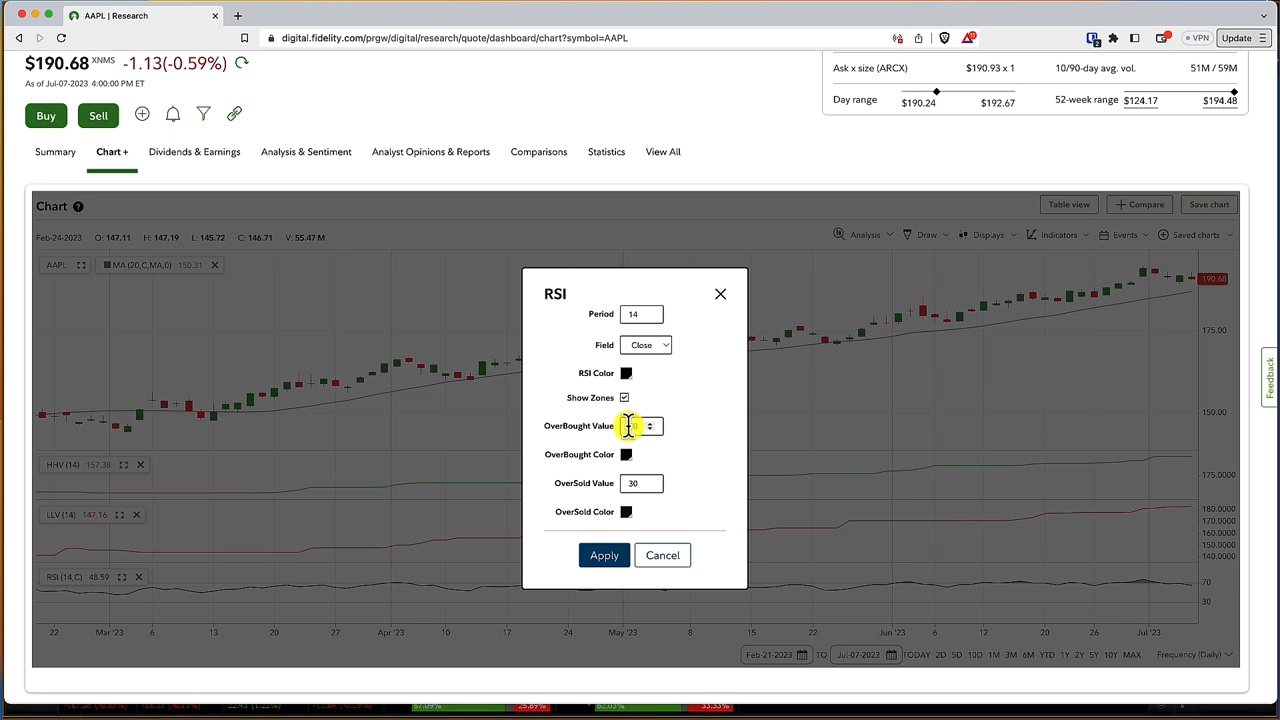 AAPL | Research
digital.fidelity.com/prgw/digital/research/quote/dashboard/chart?symbol=AAPL
11
2
VPN
Update
$190.68 XNMS -1.13(-0.59%)
As of Jul-07-2023 4:00:00 PM ET
Ask x size (ARCX) $190.93 x 1 10/90-day avg. vol. 51M / 59M
Day range $190.24 $192.67 52-week range $124.17 $194.48
Buy Sell
Summary Chart + Dividends & Earnings Analysis & Sentiment Analyst Opinions & Reports Comparisons Statistics View All
Chart ?
Table view + Compare Save chart
Feb-24-2023 O: 147.11 H: 147.19 L: 145.72 C: 146.71 V: 55.47 M
Analysis Draw Displays Indicators Events Saved charts
AAPL MA (20,C,MA,0) 150.31
190.68
175.00
150.00
HHV (14) 157.38
175.0000
LLV (14) 147.16
180.0000
170.0000
160.0000
150.0000
140.0000
RSI (14,C) 48.59
70
30
22 Mar '23 6 13 20 27 Apr '23 10 17 24 May '23 8 15 22 Jun '23 6 12 20 26 Jul '23
Feb-21-2023 TO Jul-07-2023 TODAY 2D 5D 10D 1M 3M 6M YTD 1Y 2Y 5Y 10Y MAX Frequency (Daily)
RSI
Period 14
Field Close
RSI Color
Show Zones
OverBought Value
OverBought Color
OverSold Value 30
OverSold Color
Apply Cancel
Feedback
67.09% 25.89% 62.03% 33.33%